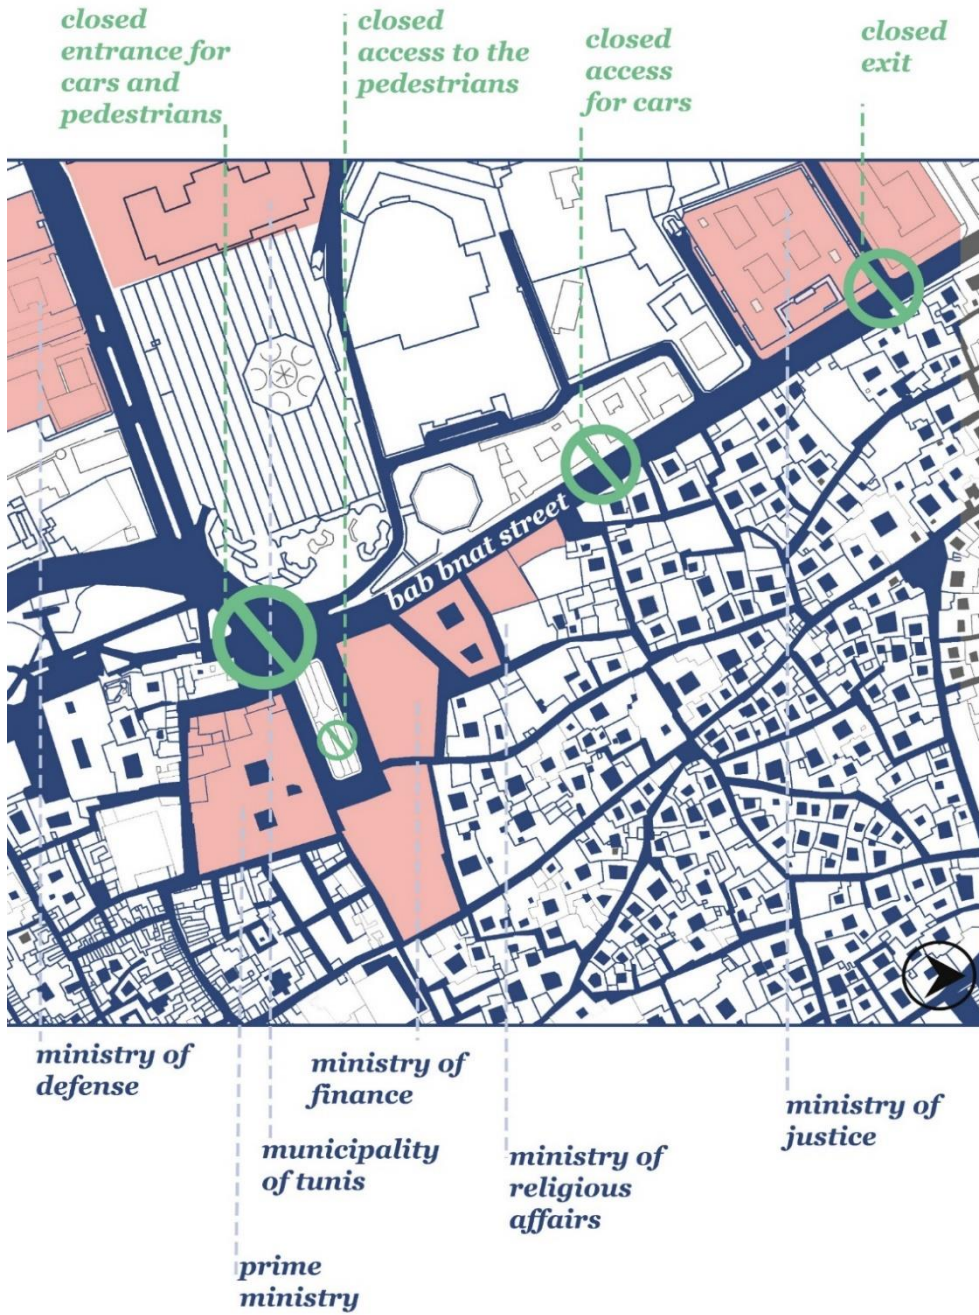 closed
entrance for
cars and
pedestrians
closed
access to the
pedestrians
closed
access
for cars
closed
exit
bab bnat street
ministry of
defense
ministry of
finance
municipality
of tunis
ministry of
religious
affairs
ministry of
justice
prime
ministry